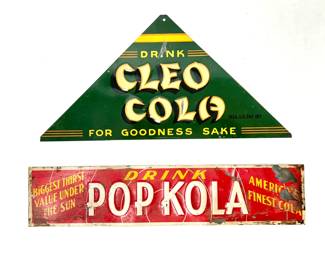 DRINK
CLEO
COLA
FOR GOODNESS SAKE
DRINK
BIGGEST THIRST
VALUE UNDER
THE SUN
POP KOLA
AMERICA'S
FINEST COLA